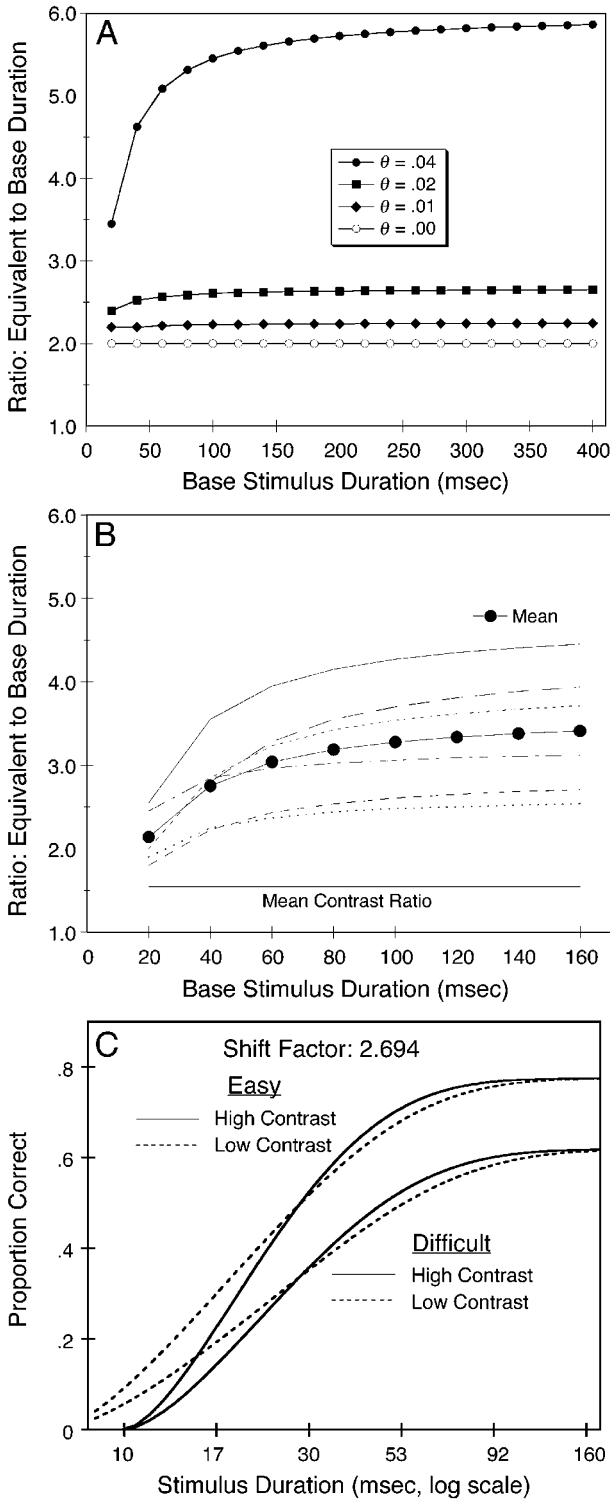 A
Ratio: Equivalent to Base Duration
6.0
5.0
4.0
3.0
2.0
1.0
θ = .04
θ = .02
θ = .01
θ = .00
0 50 100 150 200 250 300 350 400
Base Stimulus Duration (msec)
B
Ratio: Equivalent to Base Duration
6.0
5.0
4.0
3.0
2.0
1.0
Mean
Mean Contrast Ratio
0 20 40 60 80 100 120 140 160
Base Stimulus Duration (msec)
C
Shift Factor: 2.694
Proportion Correct
.8
.6
.4
.2
0
Easy
High Contrast
Low Contrast
Difficult
High Contrast
Low Contrast
10 17 30 53 92 160
Stimulus Duration (msec, log scale)